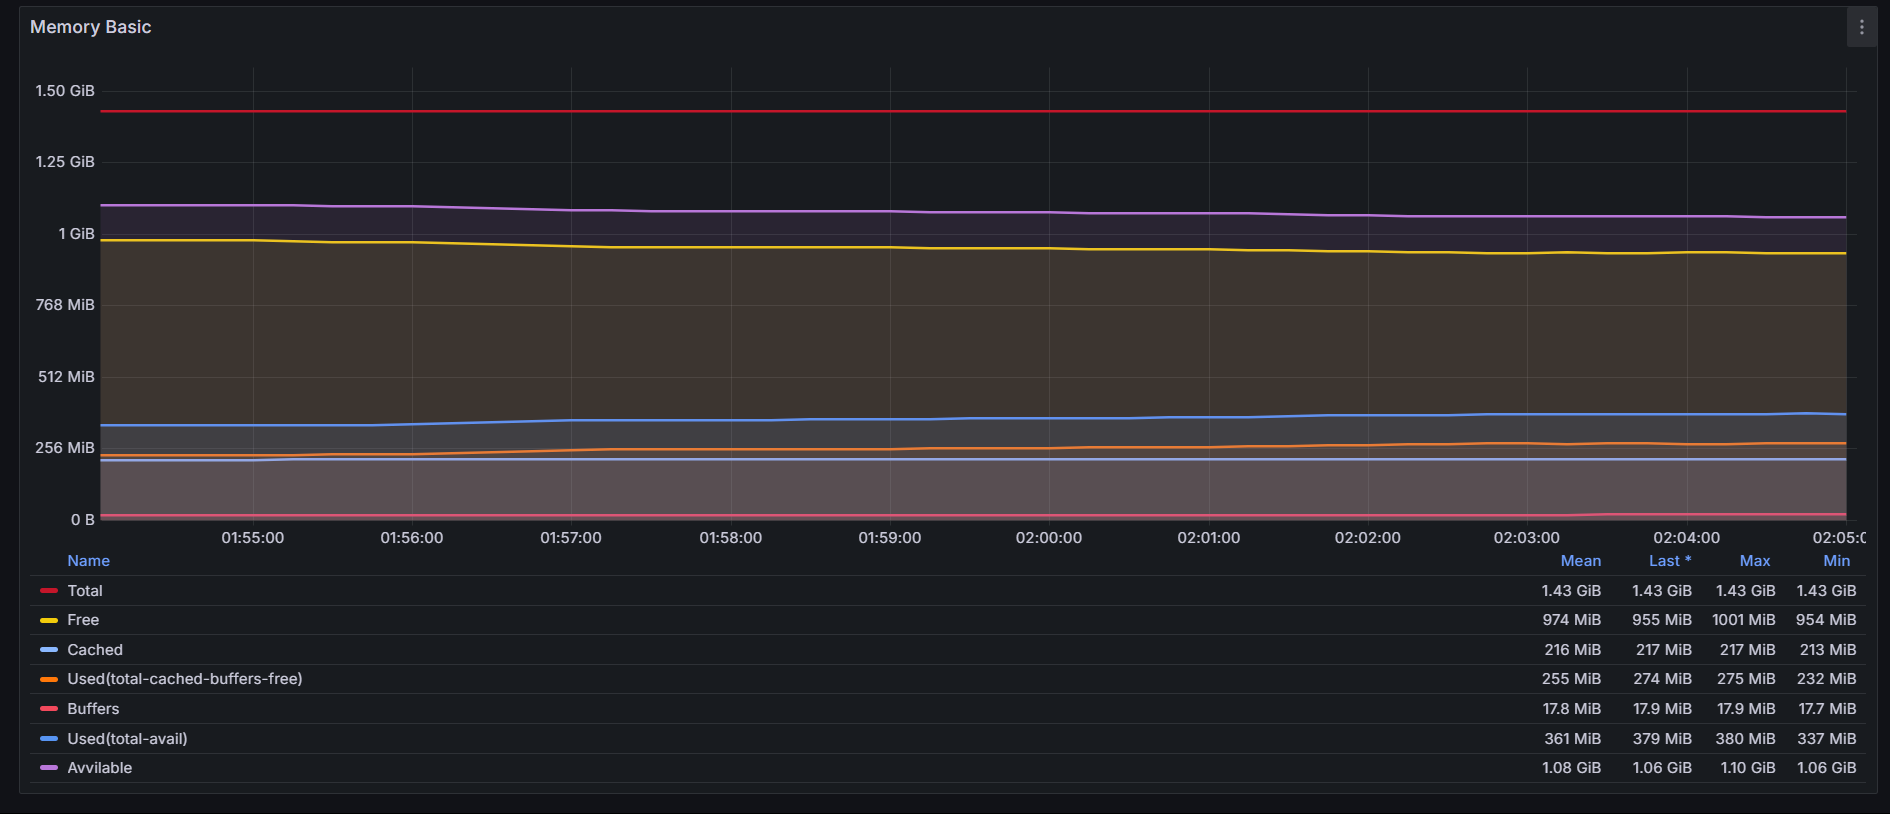 Memory Basic
1.50 GiB
1.25 GiB
1 GiB
768 MiB
512 MiB
256 MiB
0 B
01:55:00 01:56:00 01:57:00 01:58:00 01:59:00 02:00:00 02:01:00 02:02:00 02:03:00 02:04:00 02:05:0
Name Mean Last * Max Min
Total 1.43 GiB 1.43 GiB 1.43 GiB 1.43 GiB
Free 974 MiB 955 MiB 1001 MiB 954 MiB
Cached 216 MiB 217 MiB 217 MiB 213 MiB
Used(total-cached-buffers-free) 255 MiB 274 MiB 275 MiB 232 MiB
Buffers 17.8 MiB 17.9 MiB 17.9 MiB 17.7 MiB
Used(total-avail) 361 MiB 379 MiB 380 MiB 337 MiB
Avvilable 1.08 GiB 1.06 GiB 1.10 GiB 1.06 GiB